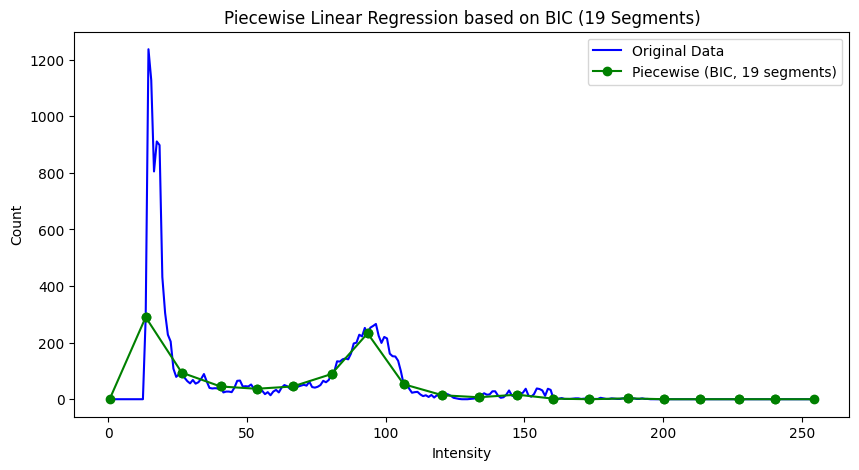 Piecewise Linear Regression based on BIC (19 Segments)
Original Data
Piecewise (BIC, 19 segments)
Count
1200
1000
800
600
400
200
0
0 50 100 150 200 250
Intensity